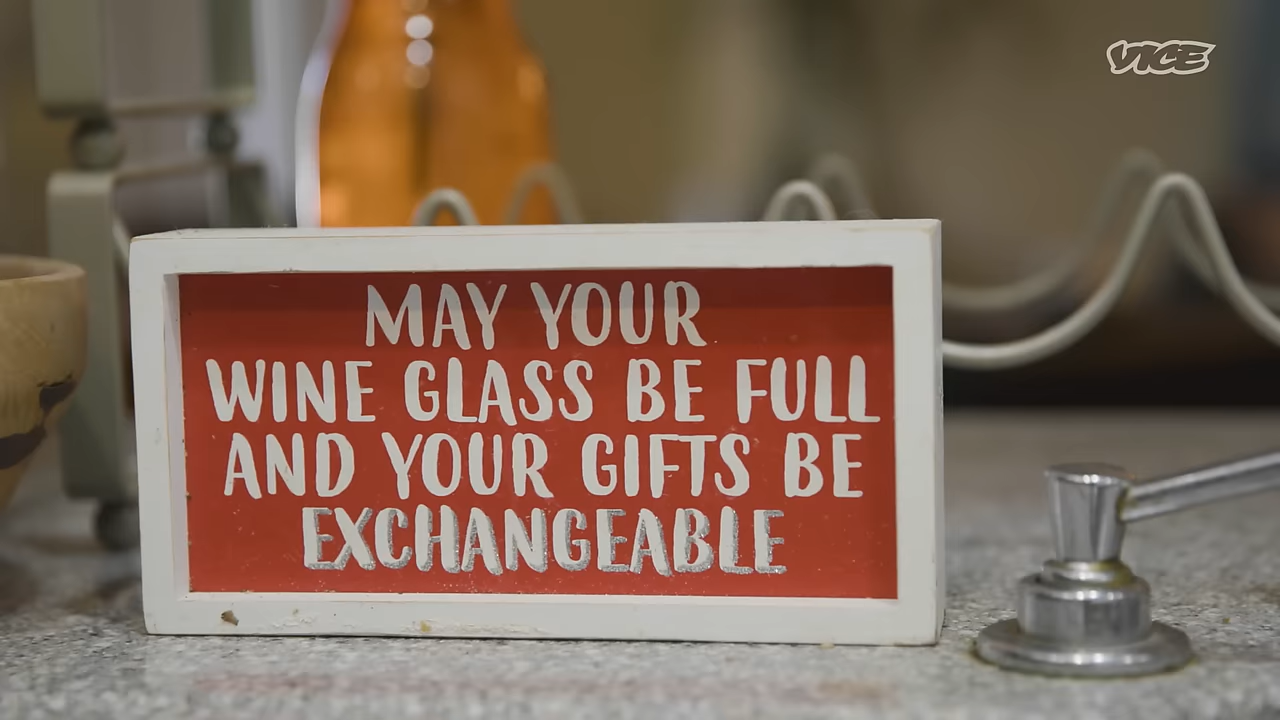 VICE
MAY YOUR
WINE GLASS BE FULL
AND YOUR GIFTS BE
EXCHANGEABLE